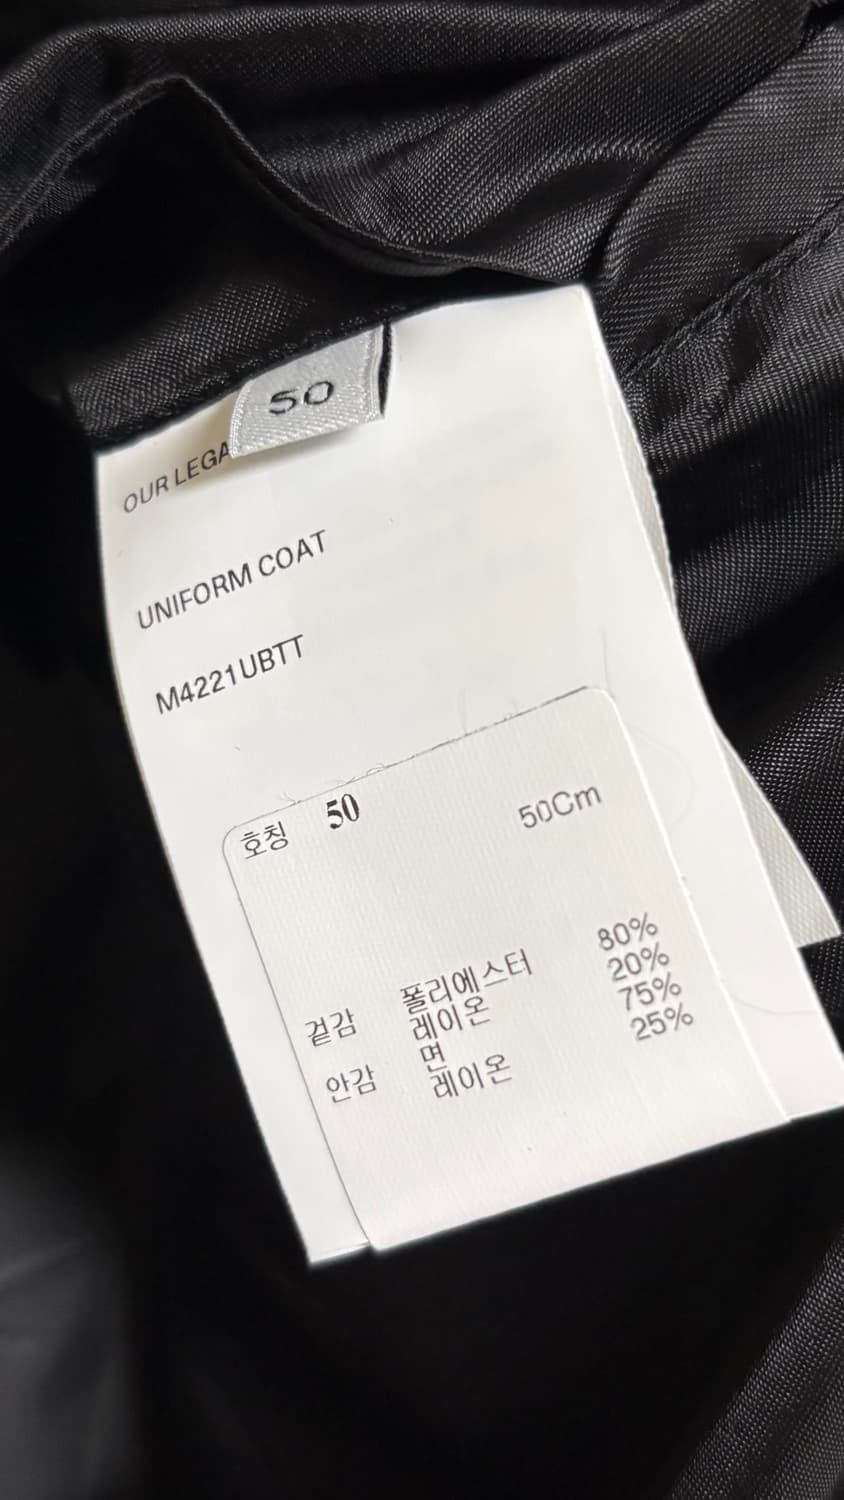 50
OUR LEGA
UNIFORM COAT
M4221UBTT
호칭 50 50Cm
겉감 폴리에스터 80%
레이온 20%
안감 면 75%
레이온 25%